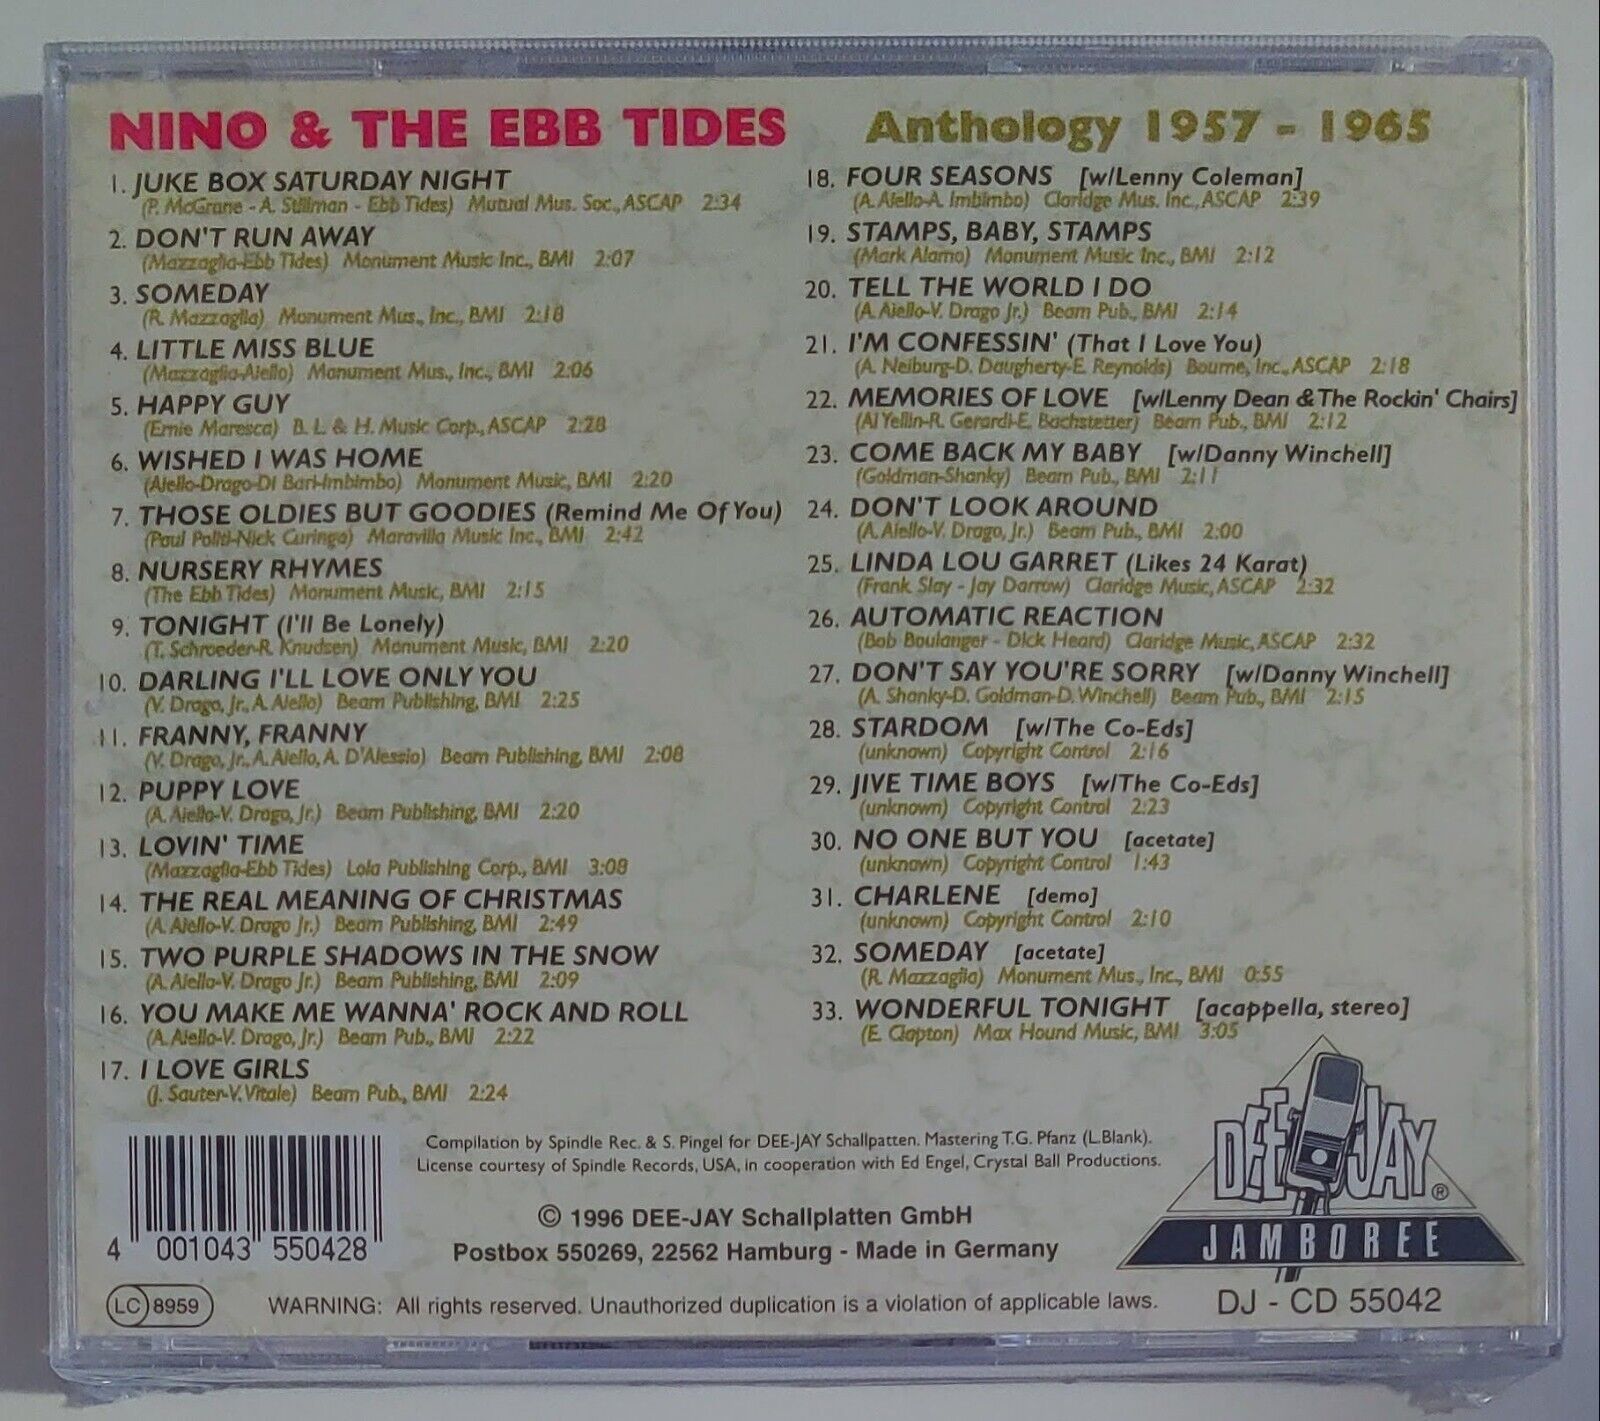 NINO & THE EBB TIDES
Anthology 1957 - 1965
1. JUKE BOX SATURDAY NIGHT
(P. McGrane - A. Stillman - Ebb Tides) Mutual Mus. Soc., ASCAP 2:34
2. DON'T RUN AWAY
(Mazzaglia-Ebb Tides) Monument Music Inc., BMI 2:07
3. SOMEDAY
(R. Mazzaglia) Monument Mus., Inc., BMI 2:18
4. LITTLE MISS BLUE
(Mazzaglia-Aiello) Monument Mus., Inc., BMI 2:06
5. HAPPY GUY
(Ernie Maresca) B. L. & H. Music Corp., ASCAP 2:28
6. WISHED I WAS HOME
(Aiello-Drago-Di Bari-Imbimbo) Monument Music, BMI 2:20
7. THOSE OLDIES BUT GOODIES (Remind Me Of You)
(Paul Politi-Nick Curinga) Maravilla Music Inc., BMI 2:42
8. NURSERY RHYMES
(The Ebb Tides) Monument Music, BMI 2:15
9. TONIGHT (I'll Be Lonely)
(T. Schroeder-R. Knudsen) Monument Music, BMI 2:20
10. DARLING I'LL LOVE ONLY YOU
(V. Drago, Jr., A. Aiello) Beam Publishing, BMI 2:25
11. FRANNY, FRANNY
(V. Drago, Jr., A. Aiello, A. D'Alessio) Beam Publishing, BMI 2:08
12. PUPPY LOVE
(A. Aiello-V. Drago, Jr.) Beam Publishing, BMI 2:20
13. LOVIN' TIME
(Mazzaglia-Ebb Tides) Lola Publishing Corp., BMI 3:08
14. THE REAL MEANING OF CHRISTMAS
(A. Aiello-V. Drago Jr.) Beam Publishing, BMI 2:49
15. TWO PURPLE SHADOWS IN THE SNOW
(A. Aiello-V. Drago Jr.) Beam Publishing, BMI 2:09
16. YOU MAKE ME WANNA' ROCK AND ROLL
(A. Aiello-V. Drago, Jr.) Beam Pub., BMI 2:22
17. I LOVE GIRLS
(J. Sauter-V. Vitale) Beam Pub., BMI 2:24
18. FOUR SEASONS [w/Lenny Coleman]
(A. Aiello-A. Imbimbo) Claridge Mus. Inc., ASCAP 2:39
19. STAMPS, BABY, STAMPS
(Mark Alamo) Monument Music Inc., BMI 2:12
20. TELL THE WORLD I DO
(A. Aiello-V. Drago Jr.) Beam Pub., BMI 2:14
21. I'M CONFESSIN' (That I Love You)
(A. Neiburg-D. Daugherty-E. Reynolds) Bourne, Inc., ASCAP 2:18
22. MEMORIES OF LOVE [w/Lenny Dean & The Rockin' Chairs]
(Al Yellin-R. Gerardi-E. Bachstetter) Beam Pub., BMI 2:12
23. COME BACK MY BABY [w/Danny Winchell]
(Goldman-Shanky) Beam Pub., BMI 2:11
24. DON'T LOOK AROUND
(A. Aiello-V. Drago, Jr.) Beam Pub., BMI 2:00
25. LINDA LOU GARRET (Likes 24 Karat)
(Frank Slay - Jay Darrow) Claridge Music, ASCAP 2:32
26. AUTOMATIC REACTION
(Bob Boulanger - Dick Heard) Claridge Music, ASCAP 2:32
27. DON'T SAY YOU'RE SORRY [w/Danny Winchell]
(A. Shanky-D. Goldman-D. Winchell) Beam Pub., BMI 2:15
28. STARDOM [w/The Co-Eds]
(unknown) Copyright Control 2:16
29. JIVE TIME BOYS [w/The Co-Eds]
(unknown) Copyright Control 2:23
30. NO ONE BUT YOU [acetate]
(unknown) Copyright Control 1:43
31. CHARLENE [demo]
(unknown) Copyright Control 2:10
32. SOMEDAY [acetate]
(R. Mazzaglia) Monument Mus., Inc., BMI 0:55
33. WONDERFUL TONIGHT [acappella, stereo]
(E. Clapton) Max Hound Music, BMI 3:05
Compilation by Spindle Rec. & S. Pingel for DEE-JAY Schallpatten. Mastering T.G. Pfanz (L.Blank).
License courtesy of Spindle Records, USA, in cooperation with Ed Engel, Crystal Ball Productions.
© 1996 DEE-JAY Schallplatten GmbH
Postbox 550269, 22562 Hamburg - Made in Germany
4 001043 550428
LC 8959
WARNING: All rights reserved. Unauthorized duplication is a violation of applicable laws.
DEE JAY ®
JAMBOREE
DJ - CD 55042